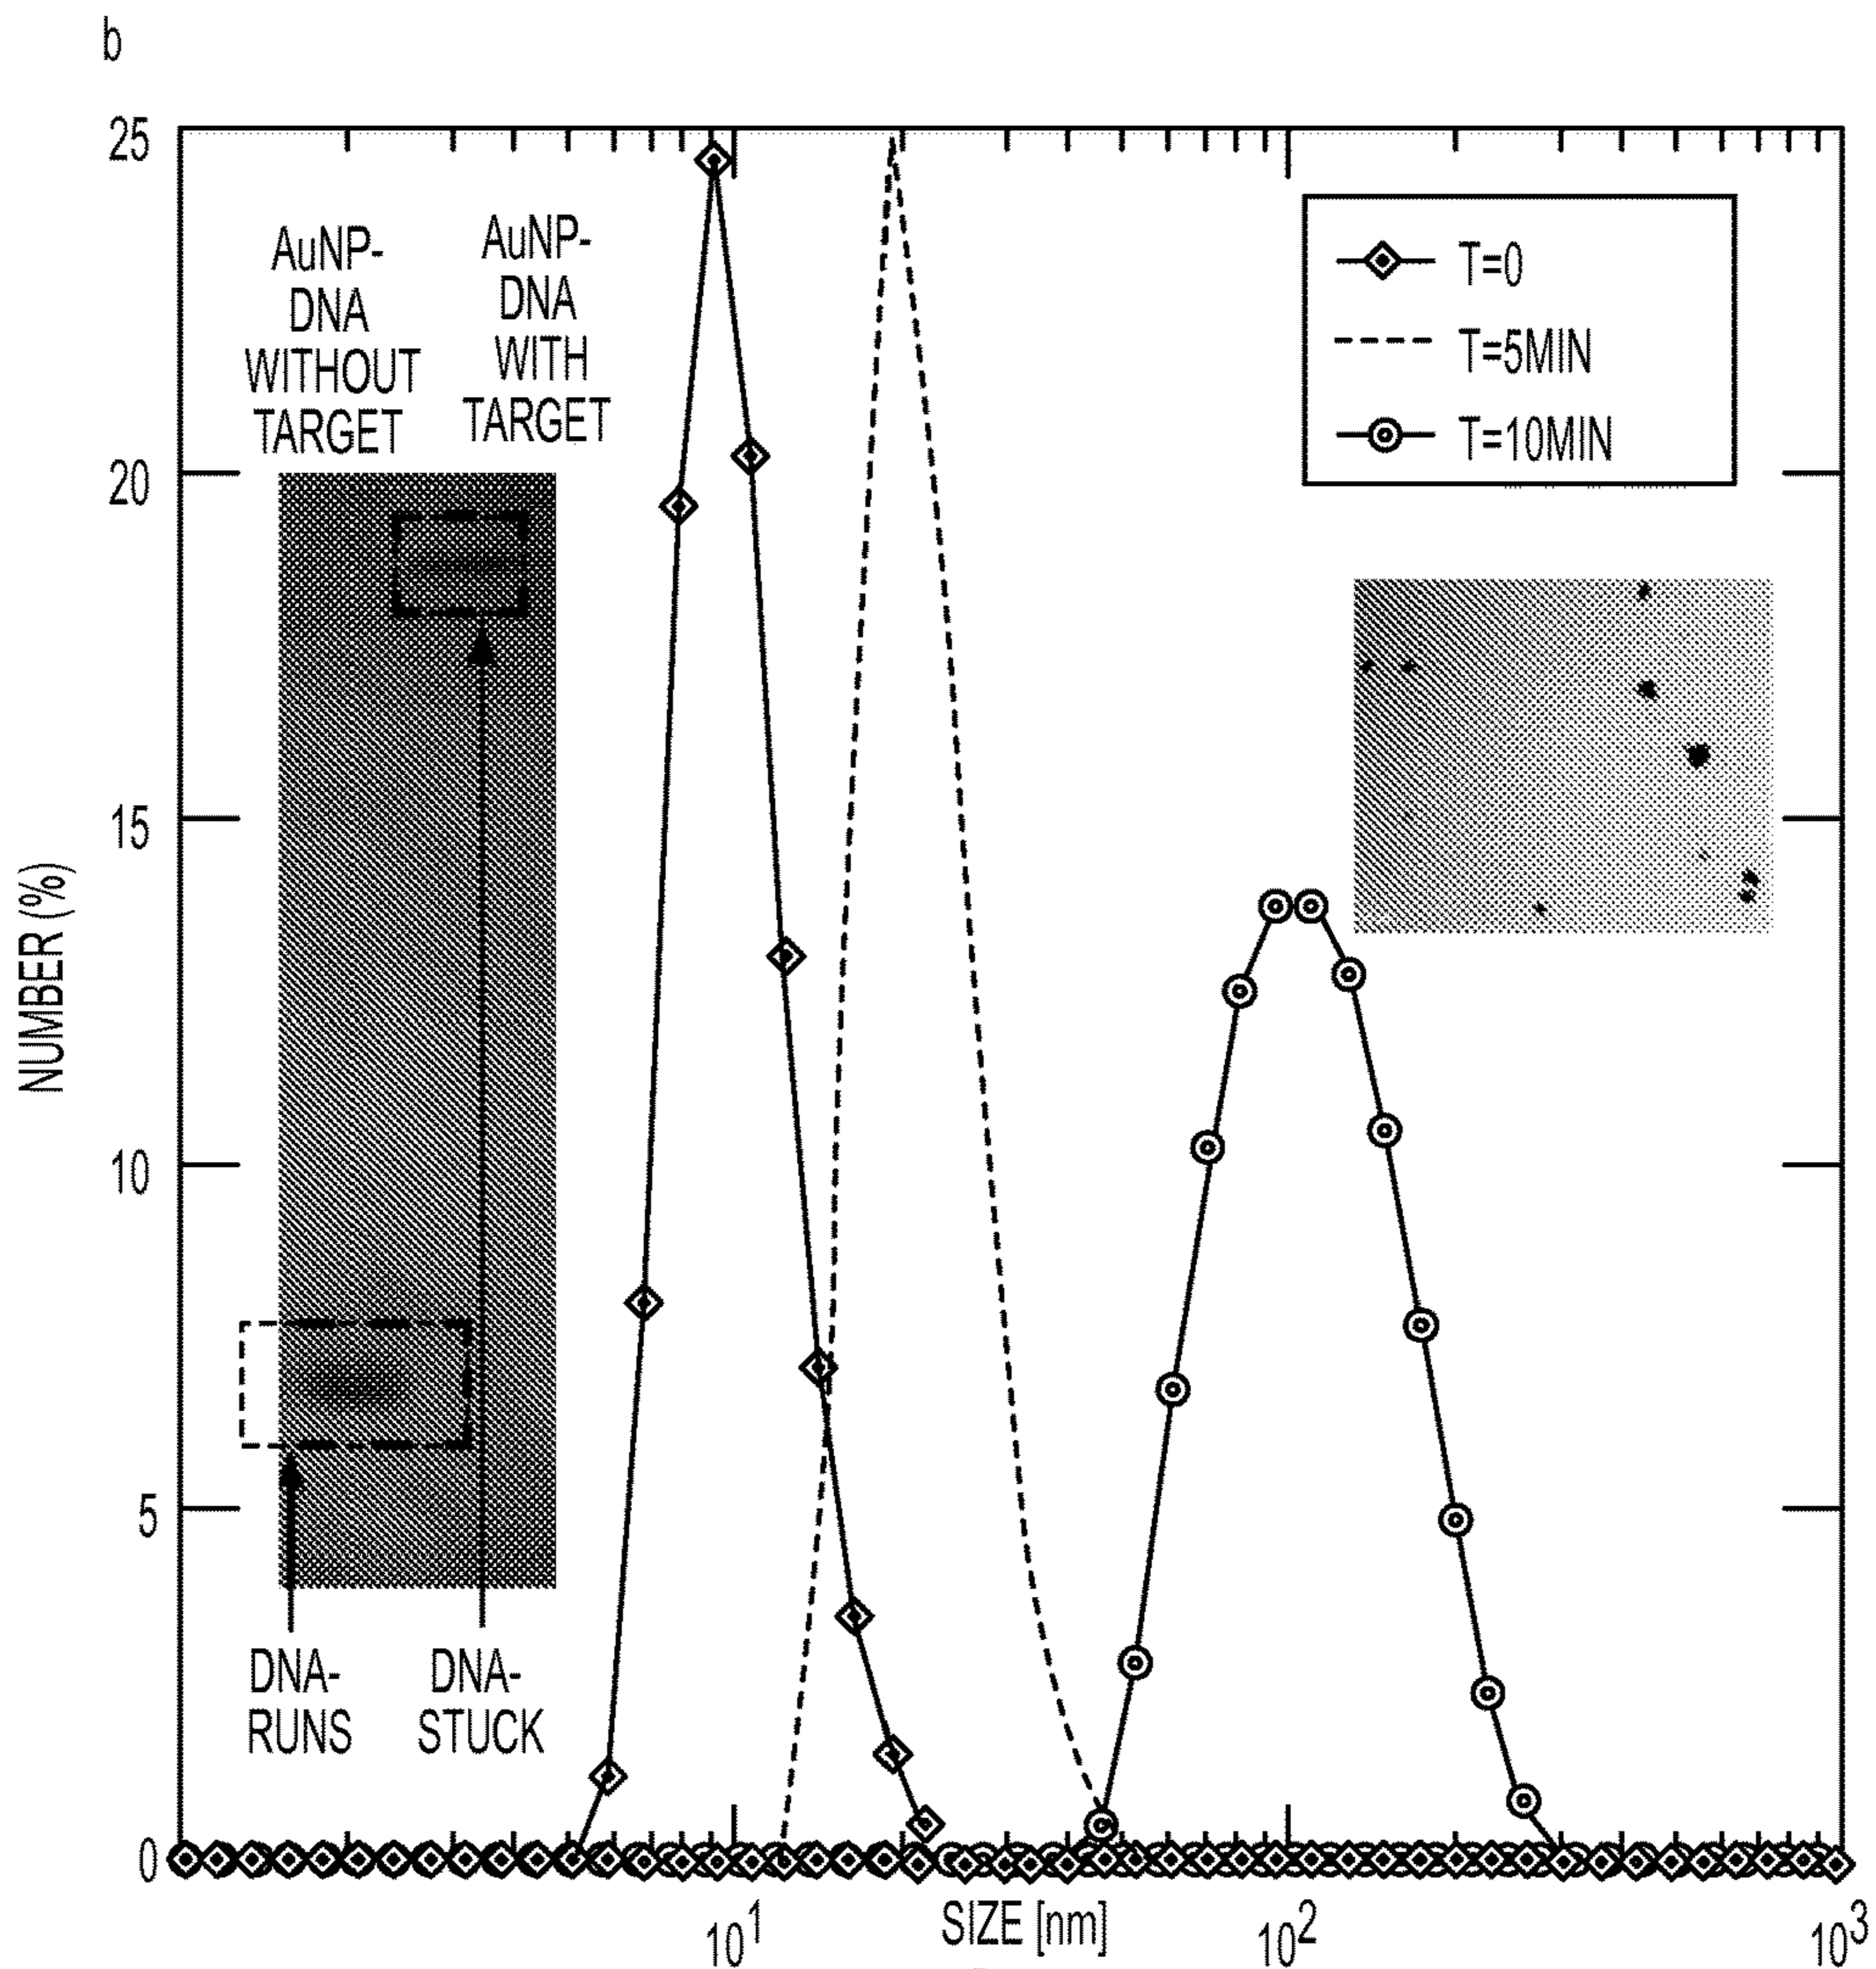 b
25
20
15
10
5
0
NUMBER (%)
AuNP-
DNA
WITHOUT
TARGET
AuNP-
DNA
WITH
TARGET
T=0
T=5MIN
T=10MIN
DNA-
RUNS
DNA-
STUCK
10¹
10²
10³
SIZE [nm]